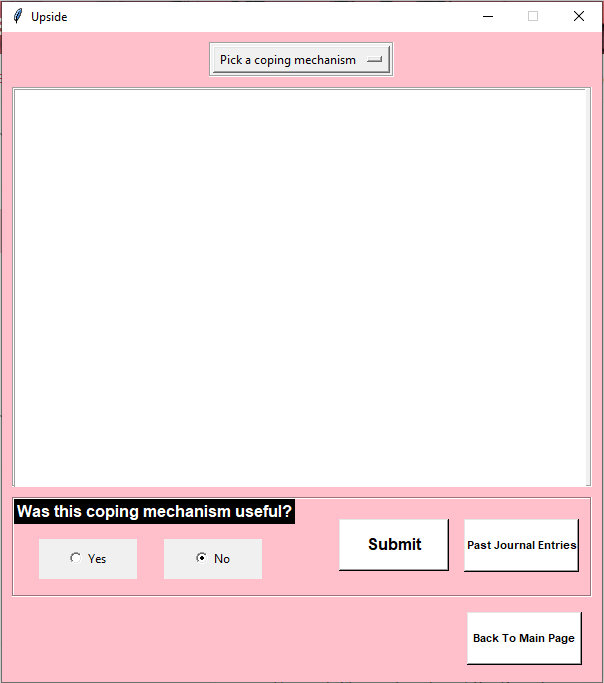 Upside
Pick a coping mechanism
Was this coping mechanism useful?
Yes
No
Submit
Past Journal Entries
Back To Main Page